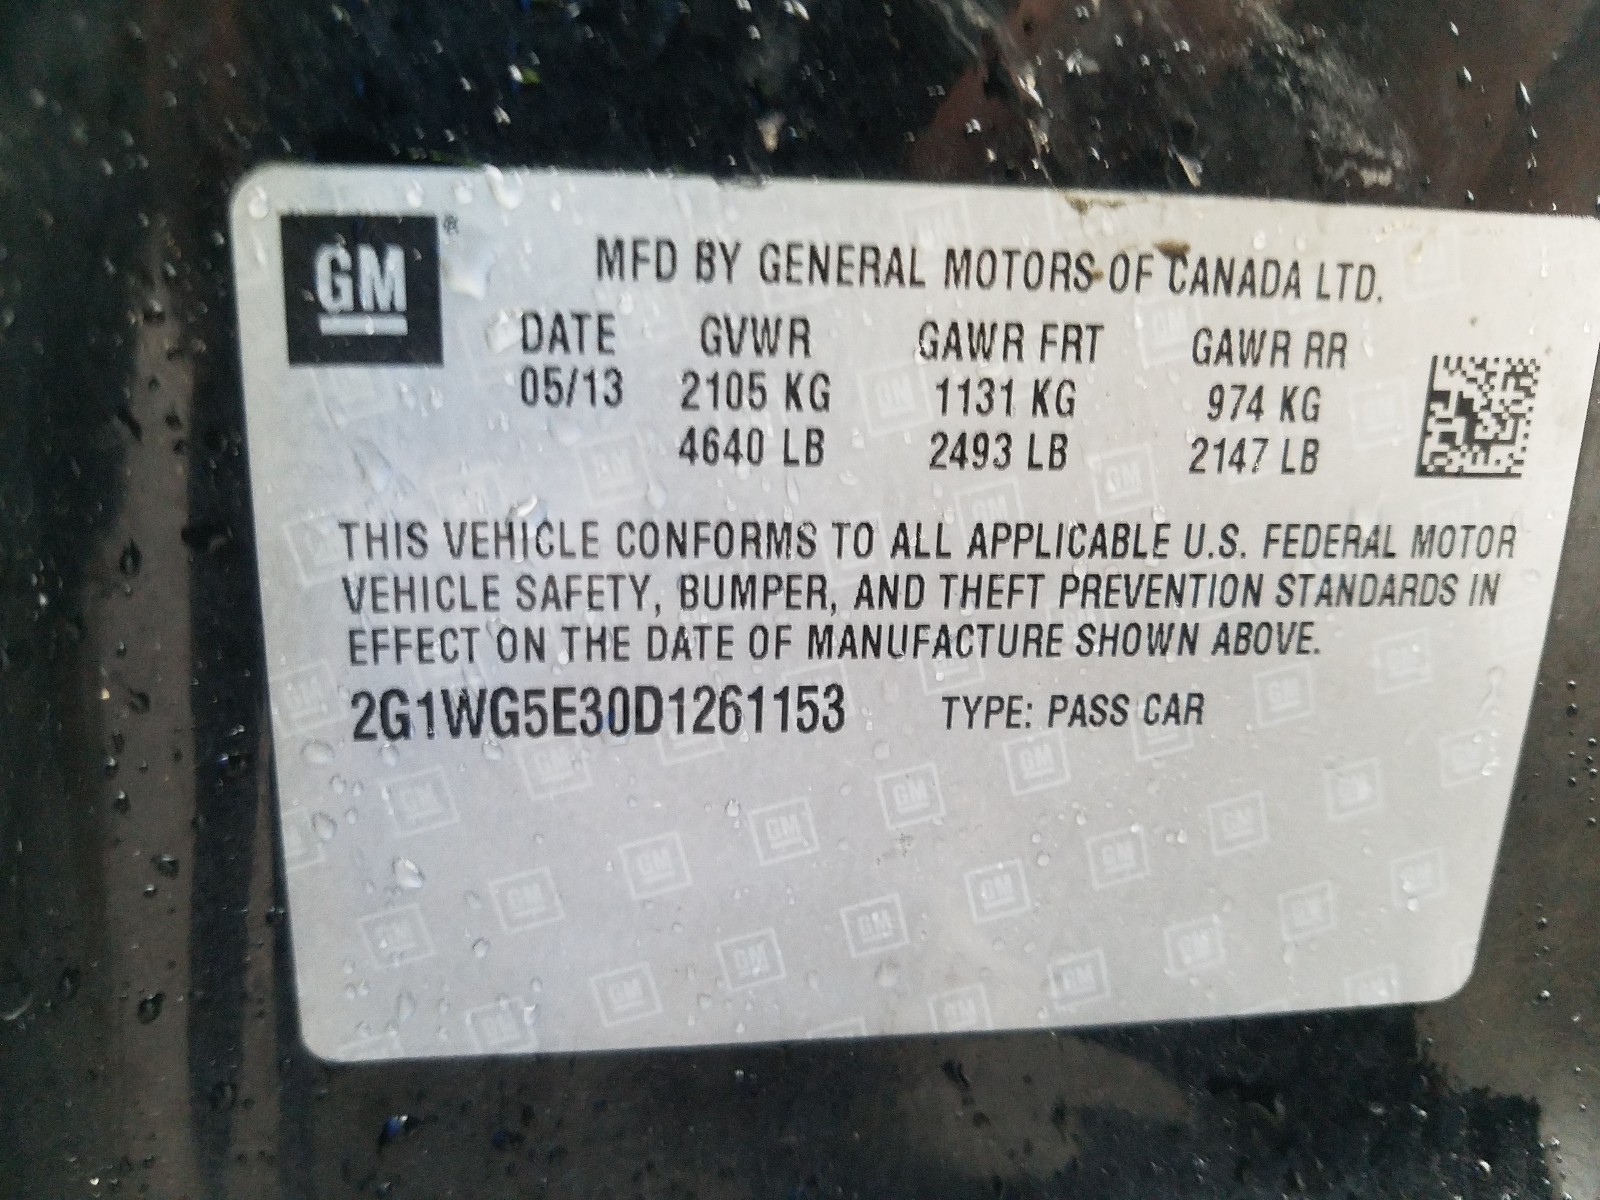 GM®
MFD BY GENERAL MOTORS OF CANADA LTD.
DATE GVWR GAWR FRT GAWR RR
05/13 2105 KG 1131 KG 974 KG
4640 LB 2493 LB 2147 LB
THIS VEHICLE CONFORMS TO ALL APPLICABLE U.S. FEDERAL MOTOR
VEHICLE SAFETY, BUMPER, AND THEFT PREVENTION STANDARDS IN
EFFECT ON THE DATE OF MANUFACTURE SHOWN ABOVE.
2G1WG5E30D1261153 TYPE: PASS CAR